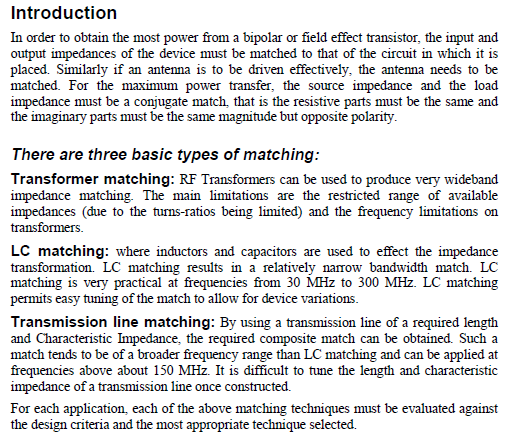 Introduction
In order to obtain the most power from a bipolar or field effect transistor, the input and
output impedances of the device must be matched to that of the circuit in which it is
placed. Similarly if an antenna is to be driven effectively, the antenna needs to be
matched. For the maximum power transfer, the source impedance and the load
impedance must be a conjugate match, that is the resistive parts must be the same and
the imaginary parts must be the same magnitude but opposite polarity.
There are three basic types of matching:
Transformer matching: RF Transformers can be used to produce very wideband
impedance matching. The main limitations are the restricted range of available
impedances (due to the turns-ratios being limited) and the frequency limitations on
transformers.
LC matching: where inductors and capacitors are used to effect the impedance
transformation. LC matching results in a relatively narrow bandwidth match. LC
matching is very practical at frequencies from 30 MHz to 300 MHz. LC matching
permits easy tuning of the match to allow for device variations.
Transmission line matching: By using a transmission line of a required length
and Characteristic Impedance, the required composite match can be obtained. Such a
match tends to be of a broader frequency range than LC matching and can be applied at
frequencies above about 150 MHz. It is difficult to tune the length and characteristic
impedance of a transmission line once constructed.
For each application, each of the above matching techniques must be evaluated against
the design criteria and the most appropriate technique selected.